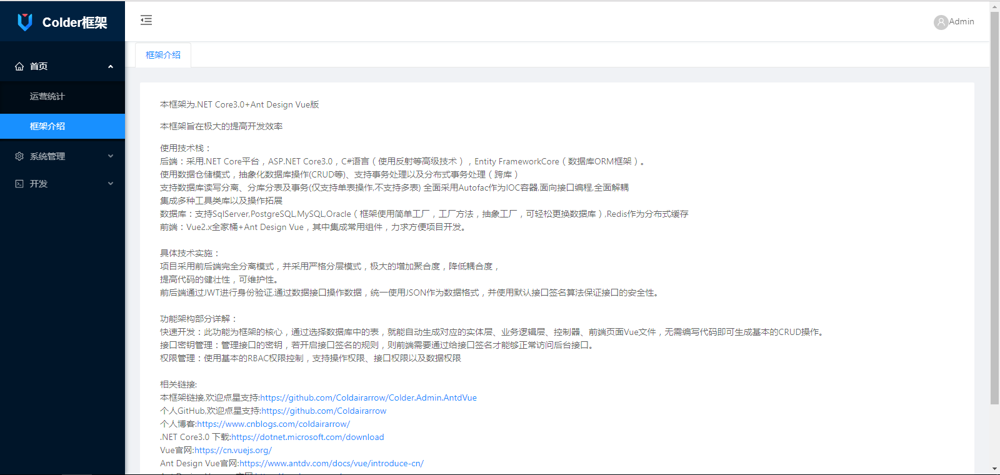 Colder框架
Admin
首页
运营统计
框架介绍
系统管理
开发
框架介绍
本框架为.NET Core3.0+Ant Design Vue版
本框架旨在极大的提高开发效率
使用技术栈：
后端：采用.NET Core平台，ASP.NET Core3.0，C#语言（使用反射等高级技术），Entity FrameworkCore（数据库ORM框架）。
使用数据仓储模式，抽象化数据库操作(CRUD等)、支持事务处理以及分布式事务处理（跨库）
支持数据库读写分离、分库分表及事务(仅支持单表操作,不支持多表) 全面采用Autofac作为IOC容器,面向接口编程,全面解耦
集成多种工具类库以及操作拓展
数据库：支持SqlServer,PostgreSQL,MySQL,Oracle（框架使用简单工厂，工厂方法，抽象工厂，可轻松更换数据库）,Redis作为分布式缓存
前端：Vue2.x全家桶+Ant Design Vue，其中集成常用组件，力求方便项目开发。
具体技术实施：
项目采用前后端完全分离模式，并采用严格分层模式，极大的增加聚合度，降低耦合度，
提高代码的健壮性，可维护性。
前后端通过JWT进行身份验证,通过数据接口操作数据，统一使用JSON作为数据格式，并使用默认接口签名算法保证接口的安全性。
功能架构部分详解：
快速开发：此功能为框架的核心，通过选择数据库中的表，就能自动生成对应的实体层、业务逻辑层、控制器、前端页面Vue文件，无需编写代码即可生成基本的CRUD操作。
接口密钥管理：管理接口的密钥，若开启接口签名的规则，则前端需要通过给接口签名才能够正常访问后台接口。
权限管理：使用基本的RBAC权限控制，支持操作权限、接口权限以及数据权限
相关链接:
本框架链接,欢迎点星支持:https://github.com/Coldairarrow/Colder.Admin.AntdVue
个人GitHub,欢迎点星支持:https://github.com/Coldairarrow
个人博客:https://www.cnblogs.com/coldairarrow/
.NET Core3.0 下载:https://dotnet.microsoft.com/download
Vue官网:https://cn.vuejs.org/
Ant Design Vue官网:https://www.antdv.com/docs/vue/introduce-cn/